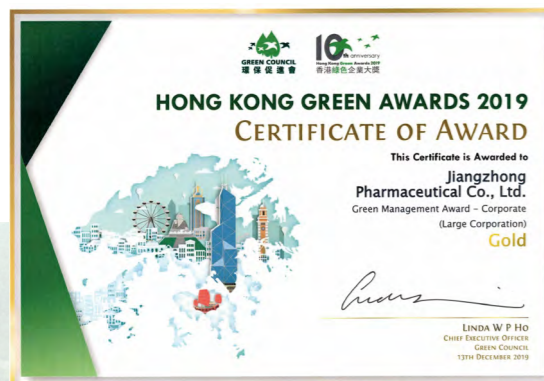 GREEN COUNCIL
環保促進會
10th anniversary
Hong Kong Green Awards 2019
香港綠色企業大獎
HONG KONG GREEN AWARDS 2019
CERTIFICATE OF AWARD
This Certificate is Awarded to
Jiangzhong
Pharmaceutical Co., Ltd.
Green Management Award – Corporate
(Large Corporation)
Gold
LINDA W P HO
CHIEF EXECUTIVE OFFICER
GREEN COUNCIL
13TH DECEMBER 2019